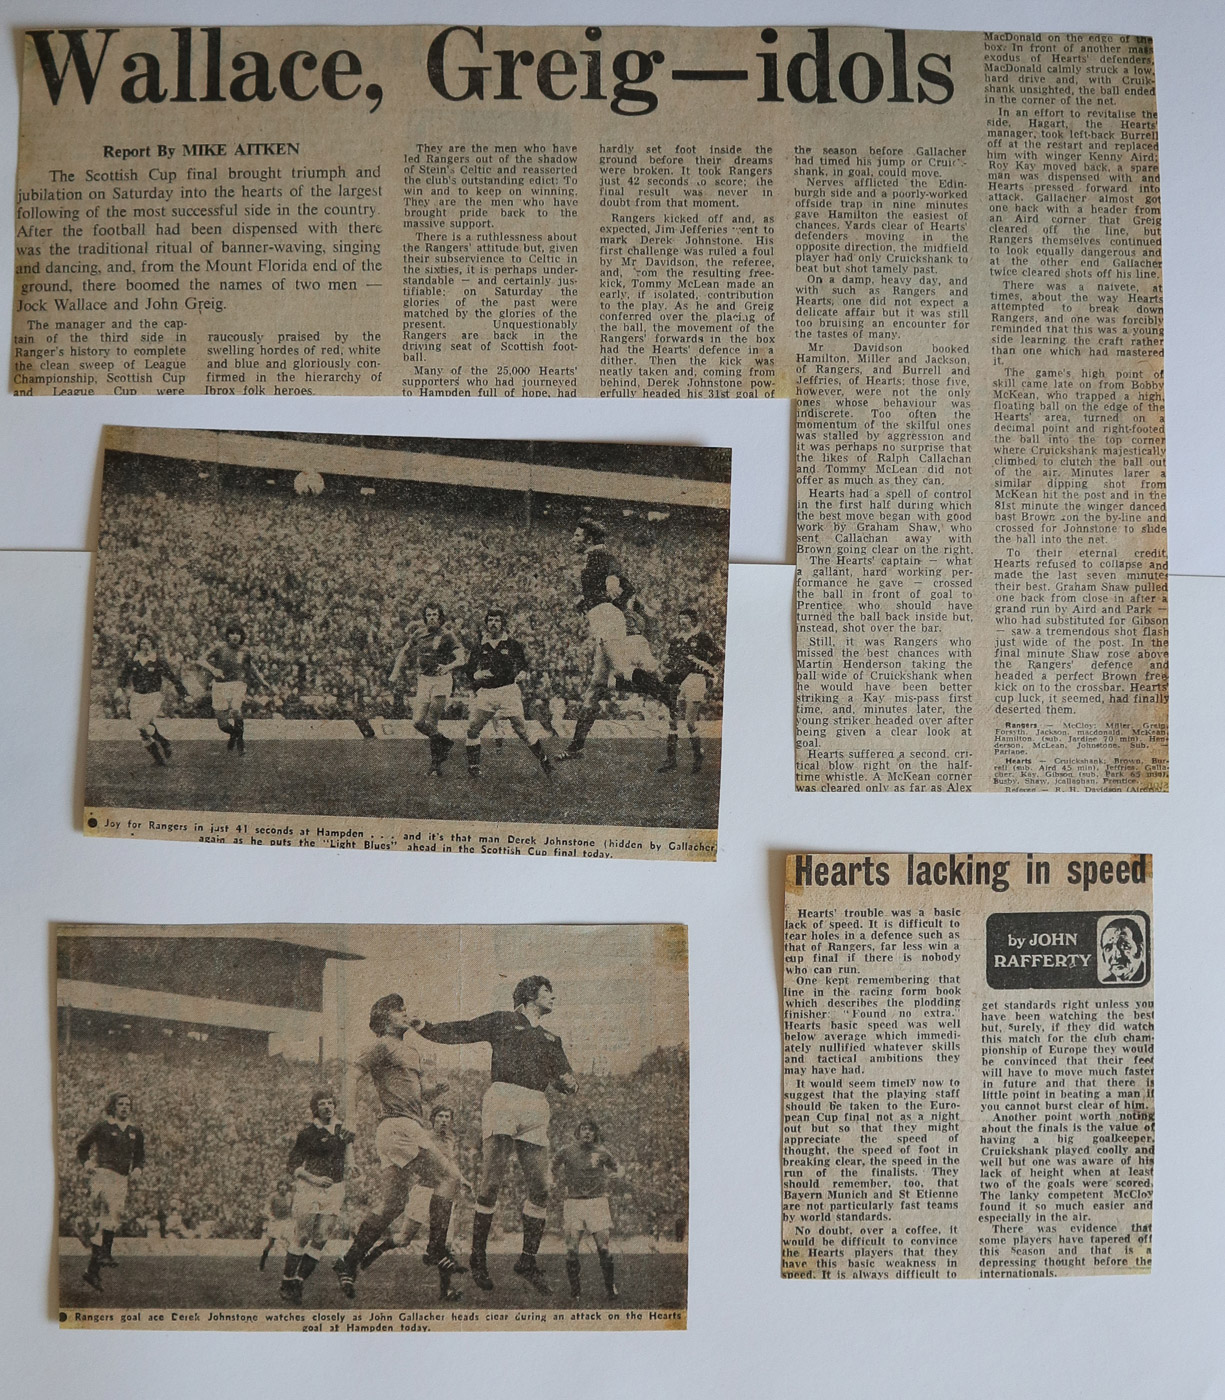 Wallace, Greig—idols
Report By MIKE AITKEN
The Scottish Cup final brought triumph and
jubilation on Saturday into the hearts of the largest
following of the most successful side in the country.
After the football had been dispensed with there
was the traditional ritual of banner-waving, singing
and dancing, and, from the Mount Florida end of the
ground, there boomed the names of two men —
Jock Wallace and John Greig.
The manager and the cap-
tain of the third side in
Ranger's history to complete
the clean sweep of League
Championship, Scottish Cup
and League Cup were
raucously praised by the
swelling hordes of red, white
and blue and gloriously con-
firmed in the hierarchy of
Ibrox folk heroes.
They are the men who have
led Rangers out of the shadow
of Stein's Celtic and reasserted
the club's outstanding edict: To
win and to keep on winning.
They are the men who have
brought pride back to the
massive support.
There is a ruthlessness about
the Rangers' attitude but, given
their subservience to Celtic in
the sixties, it is perhaps under-
standable — and certainly jus-
tifiable; on Saturday the
glories of the past were
matched by the glories of the
present. Unquestionably
Rangers are back in the
driving seat of Scottish foot-
ball.
Many of the 25,000 Hearts'
supporters who had journeyed
to Hampden full of hope, had
hardly set foot inside the
ground before their dreams
were broken. It took Rangers
just 42 seconds to score; the
final result was never in
doubt from that moment.
Rangers kicked off and, as
expected, Jim Jefferies went to
mark Derek Johnstone. His
first challenge was ruled a foul
by Mr Davidson, the referee,
and, from the resulting free-
kick, Tommy McLean made an
early, if isolated, contribution
to the play. As he and Greig
conferred over the placing of
the ball, the movement of the
Rangers' forwards in the box
had the Hearts' defence in a
dither. Then the kick was
neatly taken and, coming from
behind, Derek Johnstone pow-
erfully headed his 31st goal of
the season before Gallacher
had timed his jump or Cruic-
shank, in goal, could move.
Nerves afflicted the Edin-
burgh side and a poorly-worked
offside trap in nine minutes
gave Hamilton the easiest of
chances. Yards clear of Hearts'
defenders moving in the
opposite direction, the midfield
player had only Cruickshank to
beat but shot tamely past.
On a damp, heavy day, and
with such as Rangers and
Hearts, one did not expect a
delicate affair but it was still
too bruising an encounter for
the tastes of many.
Mr Davidson booked
Hamilton, Miller and Jackson,
of Rangers, and Burrell and
Jeffries, of Hearts; those five,
however, were not the only
ones whose behaviour was
indiscrete. Too often the
momentum of the skilful ones
was stalled by aggression and
it was perhaps no surprise that
the likes of Ralph Callachan
and Tommy McLean did not
offer as much as they can.
Hearts had a spell of control
in the first half during which
the best move began with good
work by Graham Shaw, who
sent Callachan away with
Brown going clear on the right.
The Hearts' captain — what
a gallant, hard working per-
formance he gave — crossed
the ball in front of goal to
Prentice, who should have
turned the ball back inside but,
instead, shot over the bar.
Still, it was Rangers who
missed the best chances with
Martin Henderson taking the
ball wide of Cruickshank when
he would have been better
striking a Kay mis-pass first
time, and, minutes later, the
young striker headed over after
being given a clear look at
goal.
Hearts suffered a second, cri-
tical blow right on the half-
time whistle. A McKean corner
was cleared only as far as Alex
MacDonald on the edge of the
box. In front of another mass
exodus of Hearts' defenders,
MacDonald calmly struck a low,
hard drive and, with Cruik-
shank unsighted, the ball ended
in the corner of the net.
In an effort to revitalise the
side, Hagart, the Hearts'
manager, took left-back Burrell
off at the restart and replaced
him with winger Kenny Aird;
Roy Kay moved back, a spare
man was dispensed with and
Hearts pressed forward into
attack. Gallacher almost got
one back with a header from
an Aird corner that Greig
cleared off the line, but
Rangers themselves continued
to look equally dangerous and
at the other end Gallacher
twice cleared shots off his line.
There was a naivete, at
times, about the way Hearts
attempted to break down
Rangers, and one was forcibly
reminded that this was a young
side learning the craft rather
than one which had mastered
it.
The game's high point of
skill came late on from Bobby
McKean, who trapped a high,
floating ball on the edge of the
Hearts' area, turned on a
decimal point and right-footed
the ball into the top corner
where Cruickshank majestically
climbed to clutch the ball out
of the air. Minutes larer a
similar dipping shot from
McKean hit the post and in the
81st minute the winger danced
past Brown on the by-line and
crossed for Johnstone to slide
the ball into the net.
To their eternal credit,
Hearts refused to collapse and
made the last seven minutes
their best. Graham Shaw pulled
one back from close in after a
grand run by Aird and Park —
who had substituted for Gibson
— saw a tremendous shot flash
just wide of the post. In the
final minute Shaw rose above
the Rangers' defence and
headed a perfect Brown free-
kick on to the crossbar. Hearts'
cup luck, it seemed, had finally
deserted them.
Rangers — McCloy; Miller, Greig,
Forsyth, Jackson, macdonald, McKean,
Hamilton, (sub. Jardine 70 min), Hen-
derson, McLean, Johnstone. Sub. —
Parlane.
Hearts — Cruickshank; Brown, Bur-
rell (sub. Aird 45 min), Jeffries, Galla-
cher, Kay, Gibson (sub. Park 65 min),
Busby, Shaw, Callachan, Prentice.
Referee — R. H. Davidson (Airdrie).
● Joy for Rangers in just 41 seconds at Hampden . . . and it's that man Derek Johnstone (hidden by Gallacher)
again as he puts the "Light Blues" ahead in the Scottish Cup final today.
● Rangers goal ace Derek Johnstone watches closely as John Gallacher heads clear during an attack on the Hearts
goal at Hampden today.
Hearts lacking in speed
by JOHN
RAFFERTY
Hearts' trouble was a basic
lack of speed. It is difficult to
tear holes in a defence such as
that of Rangers, far less win a
cup final if there is nobody
who can run.
One kept remembering that
line in the racing form book
which describes the plodding
finisher: "Found no extra."
Hearts basic speed was well
below average which immedi-
ately nullified whatever skills
and tactical ambitions they
may have had.
It would seem timely now to
suggest that the playing staff
should be taken to the Euro-
pean Cup final not as a night
out but so that they might
appreciate the speed of
thought, the speed of foot in
breaking clear, the speed in the
run of the finalists. They
should remember, too, that
Bayern Munich and St Etienne
are not particularly fast teams
by world standards.
No doubt, over a coffee, it
would be difficult to convince
the Hearts players that they
have this basic weakness in
speed. It is always difficult to
get standards right unless you
have been watching the best
but, surely, if they did watch
this match for the club cham-
pionship of Europe they would
be convinced that their feet
will have to move much faster
in future and that there is
little point in beating a man if
you cannot burst clear of him.
Another point worth noting
about the finals is the value of
having a big goalkeeper.
Cruickshank played coolly and
well but one was aware of his
lack of height when at least
two of the goals were scored.
The lanky competent McCloy
found it so much easier and
especially in the air.
There was evidence that
some players have tapered off
this season and that is a
depressing thought before the
internationals.